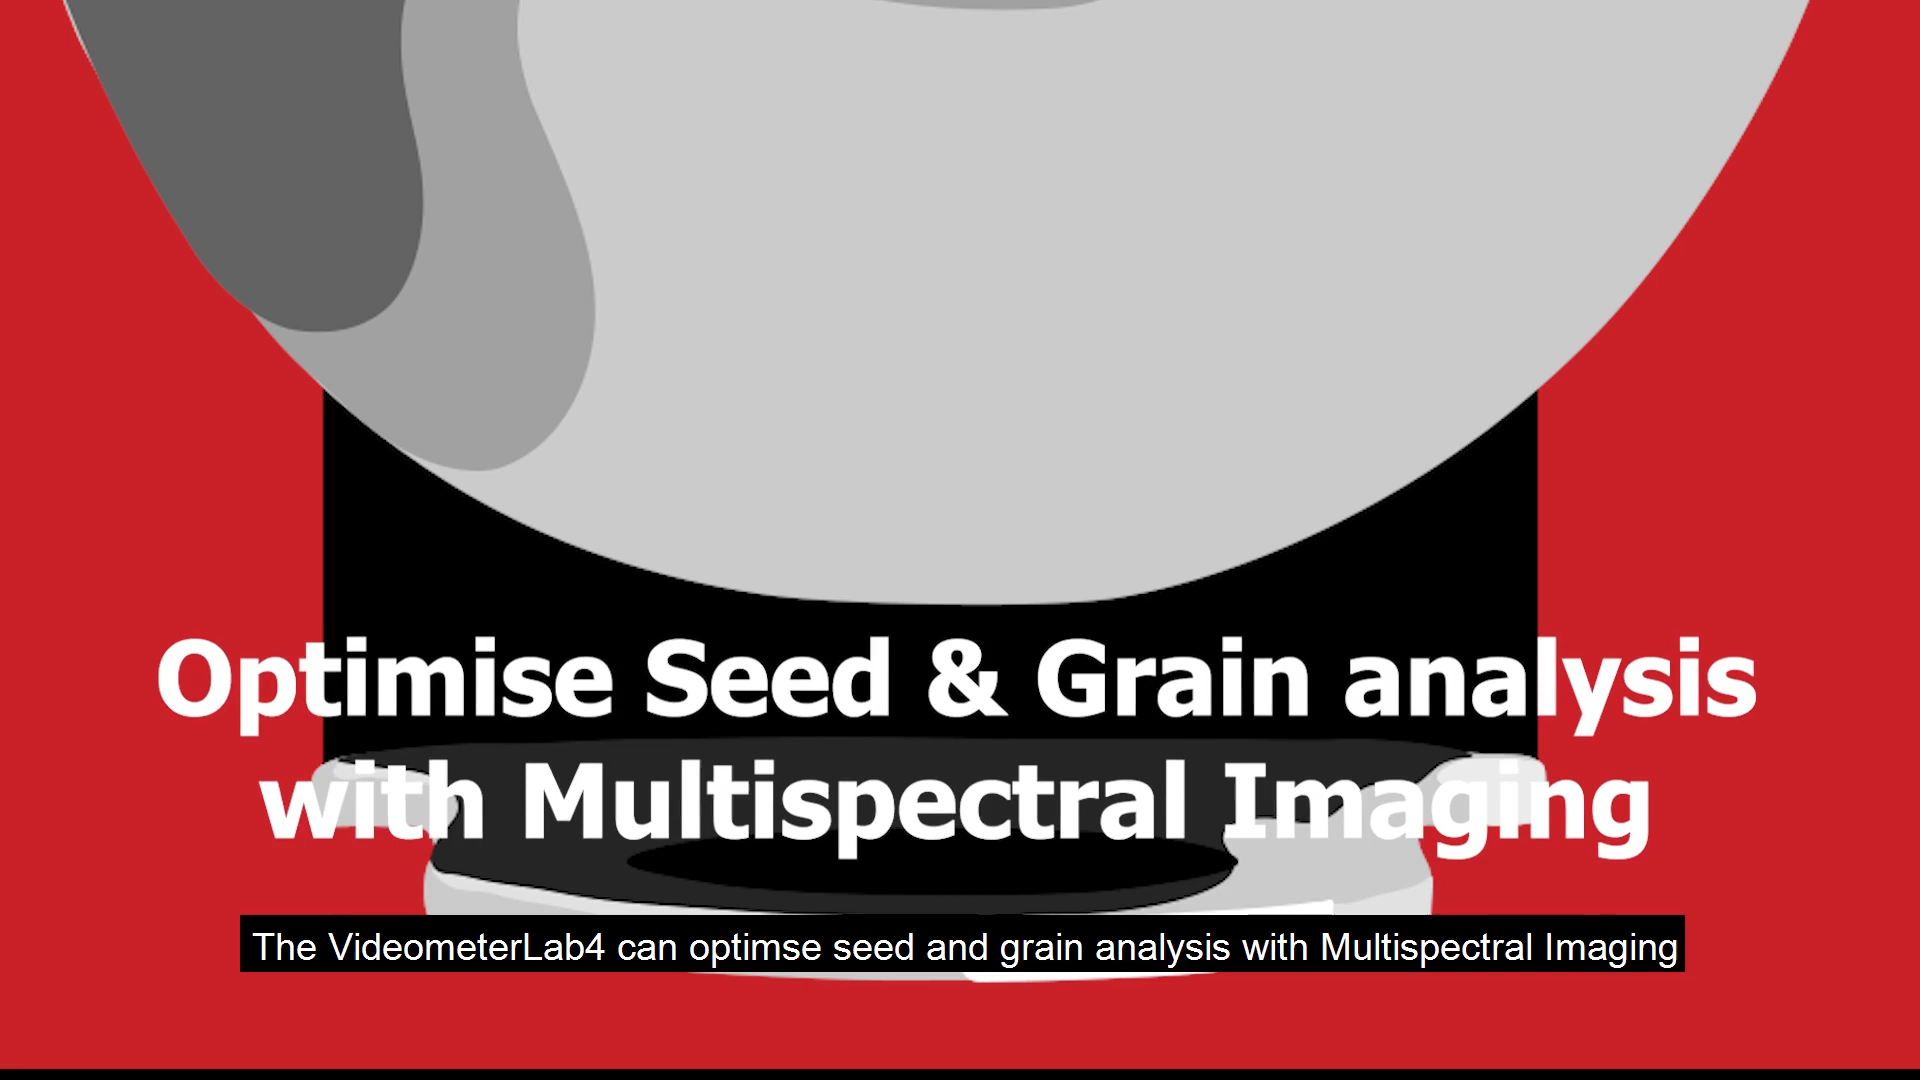 Optimise Seed & Grain analysis
with Multispectral Imaging
The VideometerLab4 can optimse seed and grain analysis with Multispectral Imaging